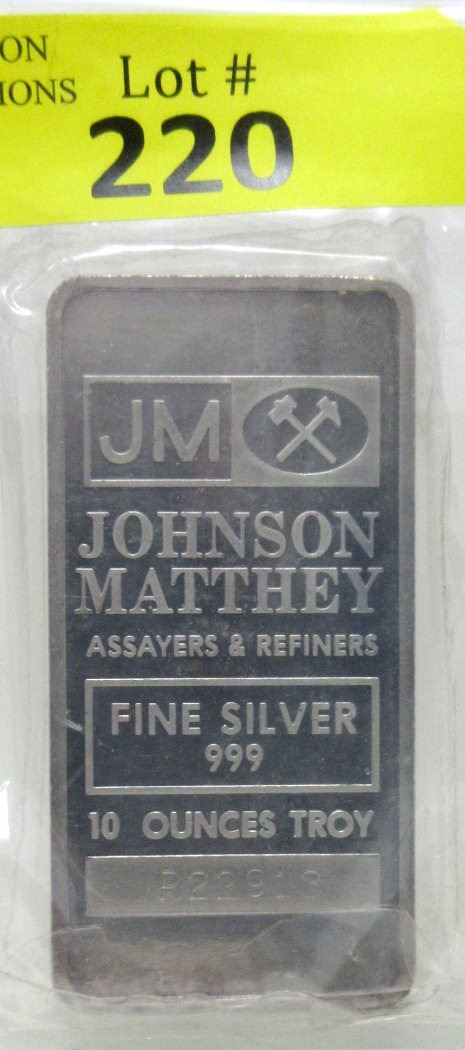 ON
IONS
Lot #
220
JM
JOHNSON
MATTHEY
ASSAYERS & REFINERS
FINE SILVER
999
10 OUNCES TROY